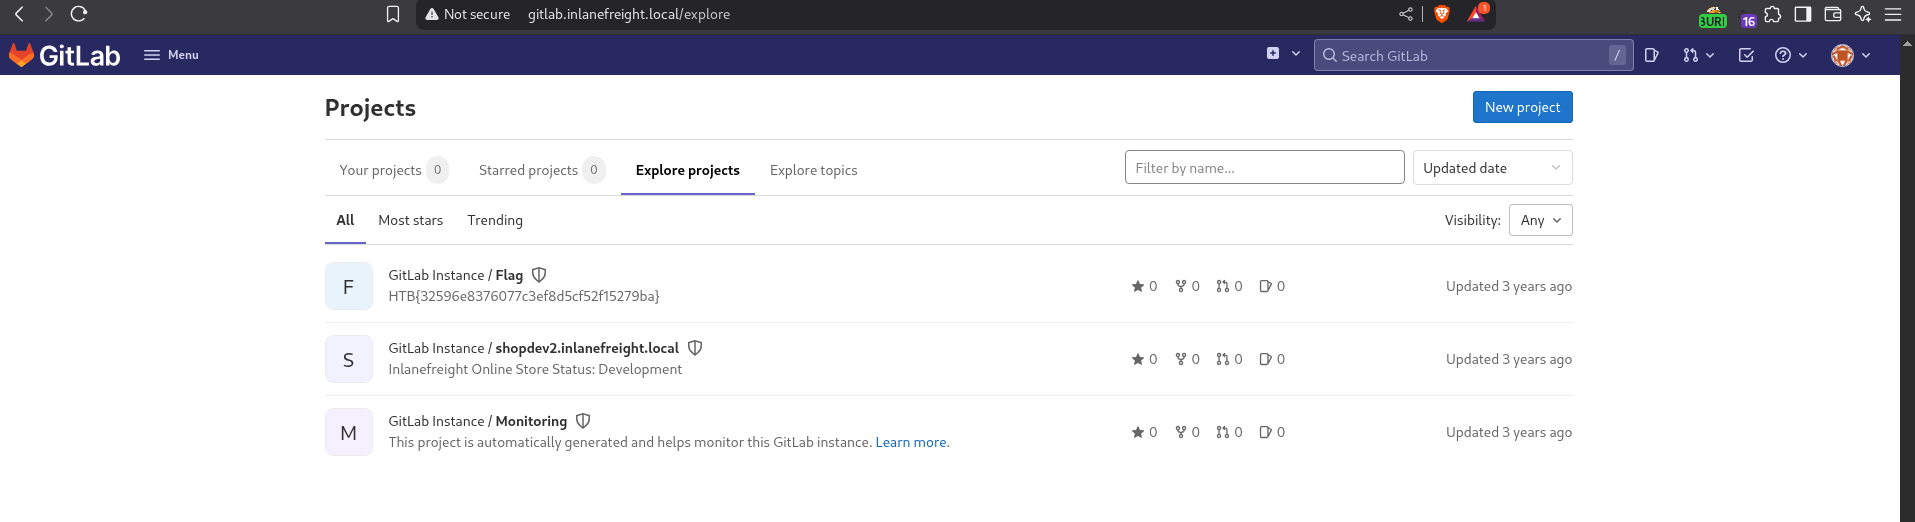 Not secure gitlab.inlanefreight.local/explore 1 BURI 16
GitLab Menu Search GitLab /
Projects New project
Your projects 0 Starred projects 0 Explore projects Explore topics Filter by name... Updated date
All Most stars Trending Visibility: Any
F GitLab Instance / Flag
HTB{32596e8376077c3ef8d5cf52f15279ba} 0 0 0 0 Updated 3 years ago
S GitLab Instance / shopdev2.inlanefreight.local
Inlanefreight Online Store Status: Development 0 0 0 0 Updated 3 years ago
M GitLab Instance / Monitoring
This project is automatically generated and helps monitor this GitLab instance. Learn more. 0 0 0 0 Updated 3 years ago